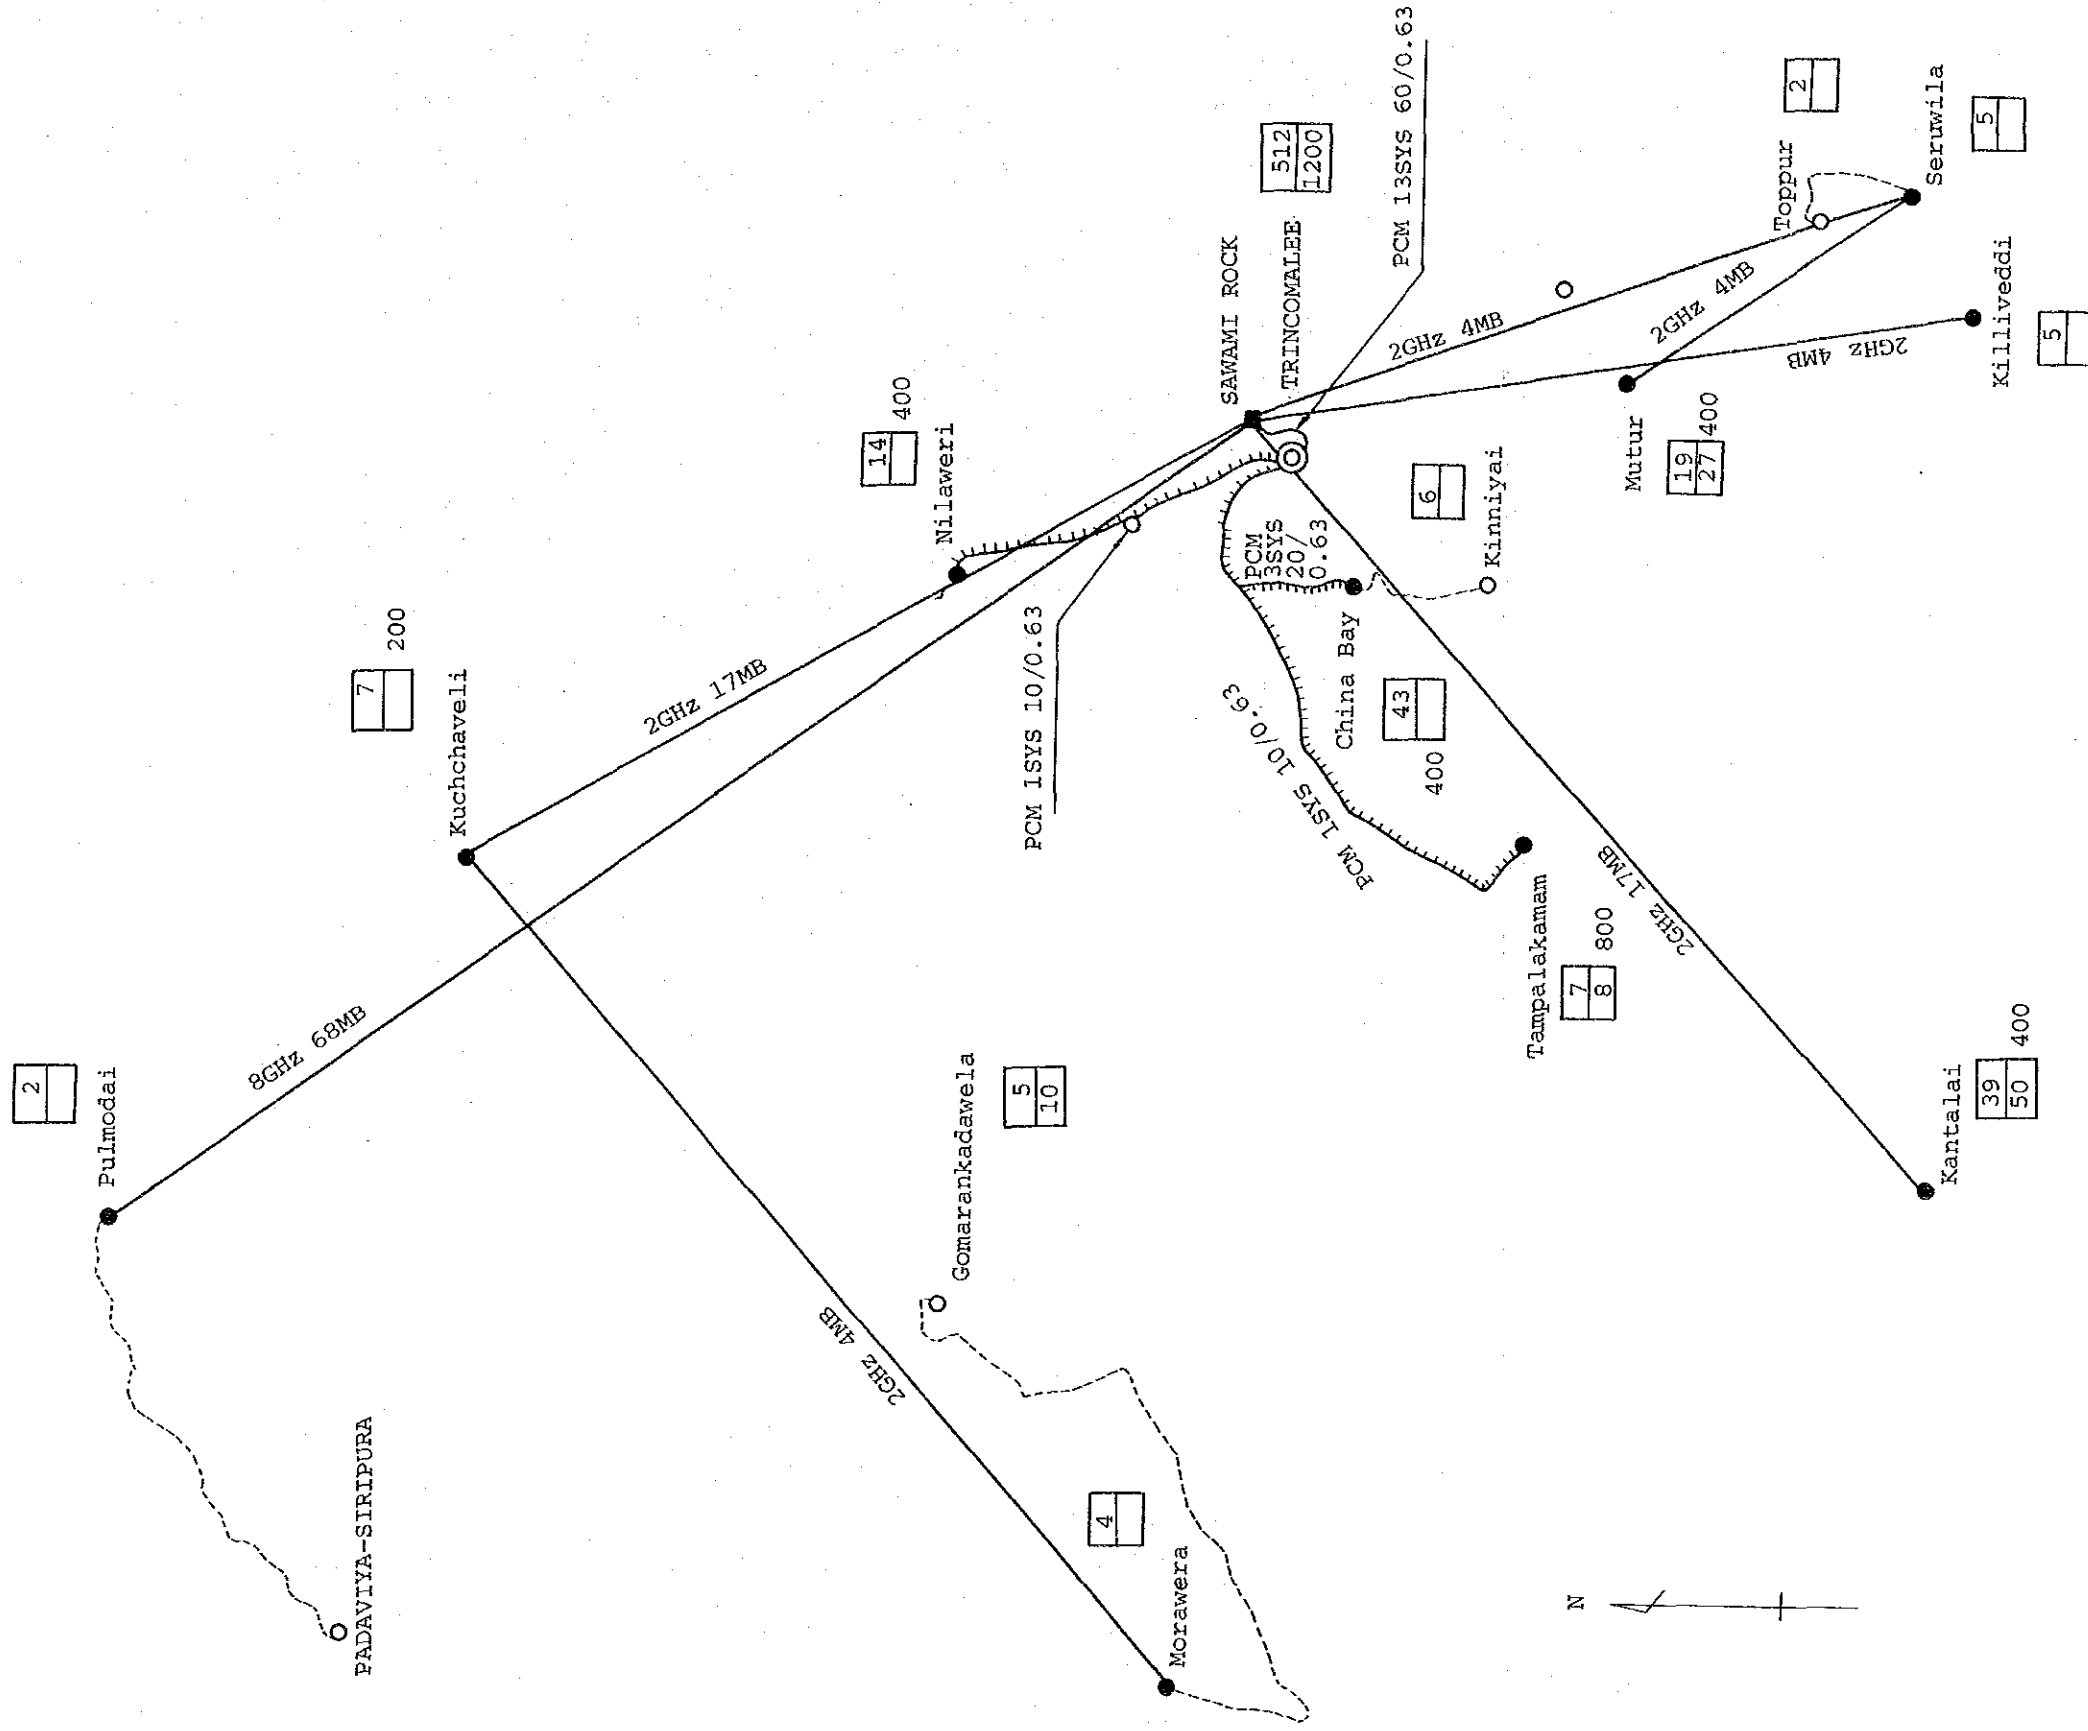 2
Pulmodai
8GHz 68MB
PADAVIYA-SIRIPURA
7
200
Kuchchaveli
2GHz 17MB
2GHz 4MB
14
400
Nilaweri
PCM 1SYS 10/0.63
Gomarankadawela
5
10
4
Morawera
SAWAMI ROCK
TRINCOMALEE
512
1200
PCM 13SYS 60/0.63
PCM
3SYS
20/
0.63
PCM 1SYS 10/0.63
China Bay
43
400
6
Kinniyai
Tampalakamam
7
8
800
2GHz 17MB
Kantalai
39
50
400
2GHz 4MB
2GHz 4MB
2GHz 4MB
Mutur
19
27
400
Toppur
2
Seruwila
5
Killiveddi
5
N